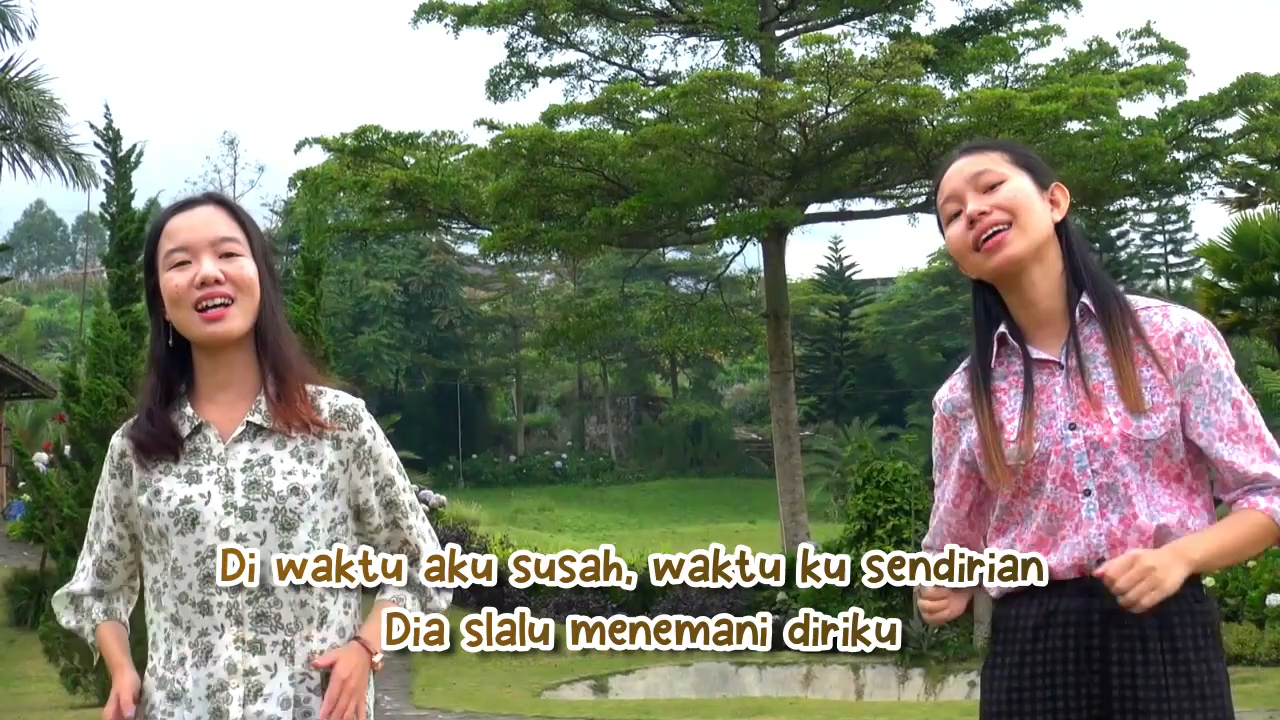 Di waktu aku susah, waktu ku sendirian
Dia slalu menemani diriku